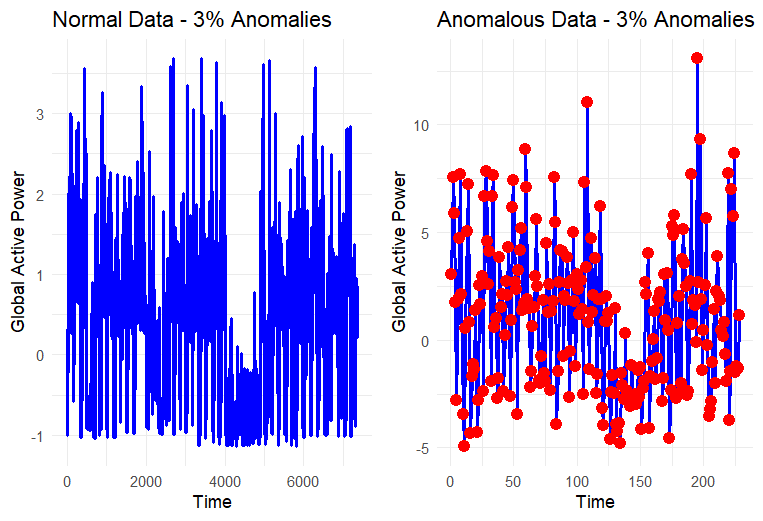 Normal Data - 3% Anomalies
Global Active Power
3
2
1
0
-1
0 2000 4000 6000
Time
Anomalous Data - 3% Anomalies
Global Active Power
10
5
0
-5
0 50 100 150 200
Time